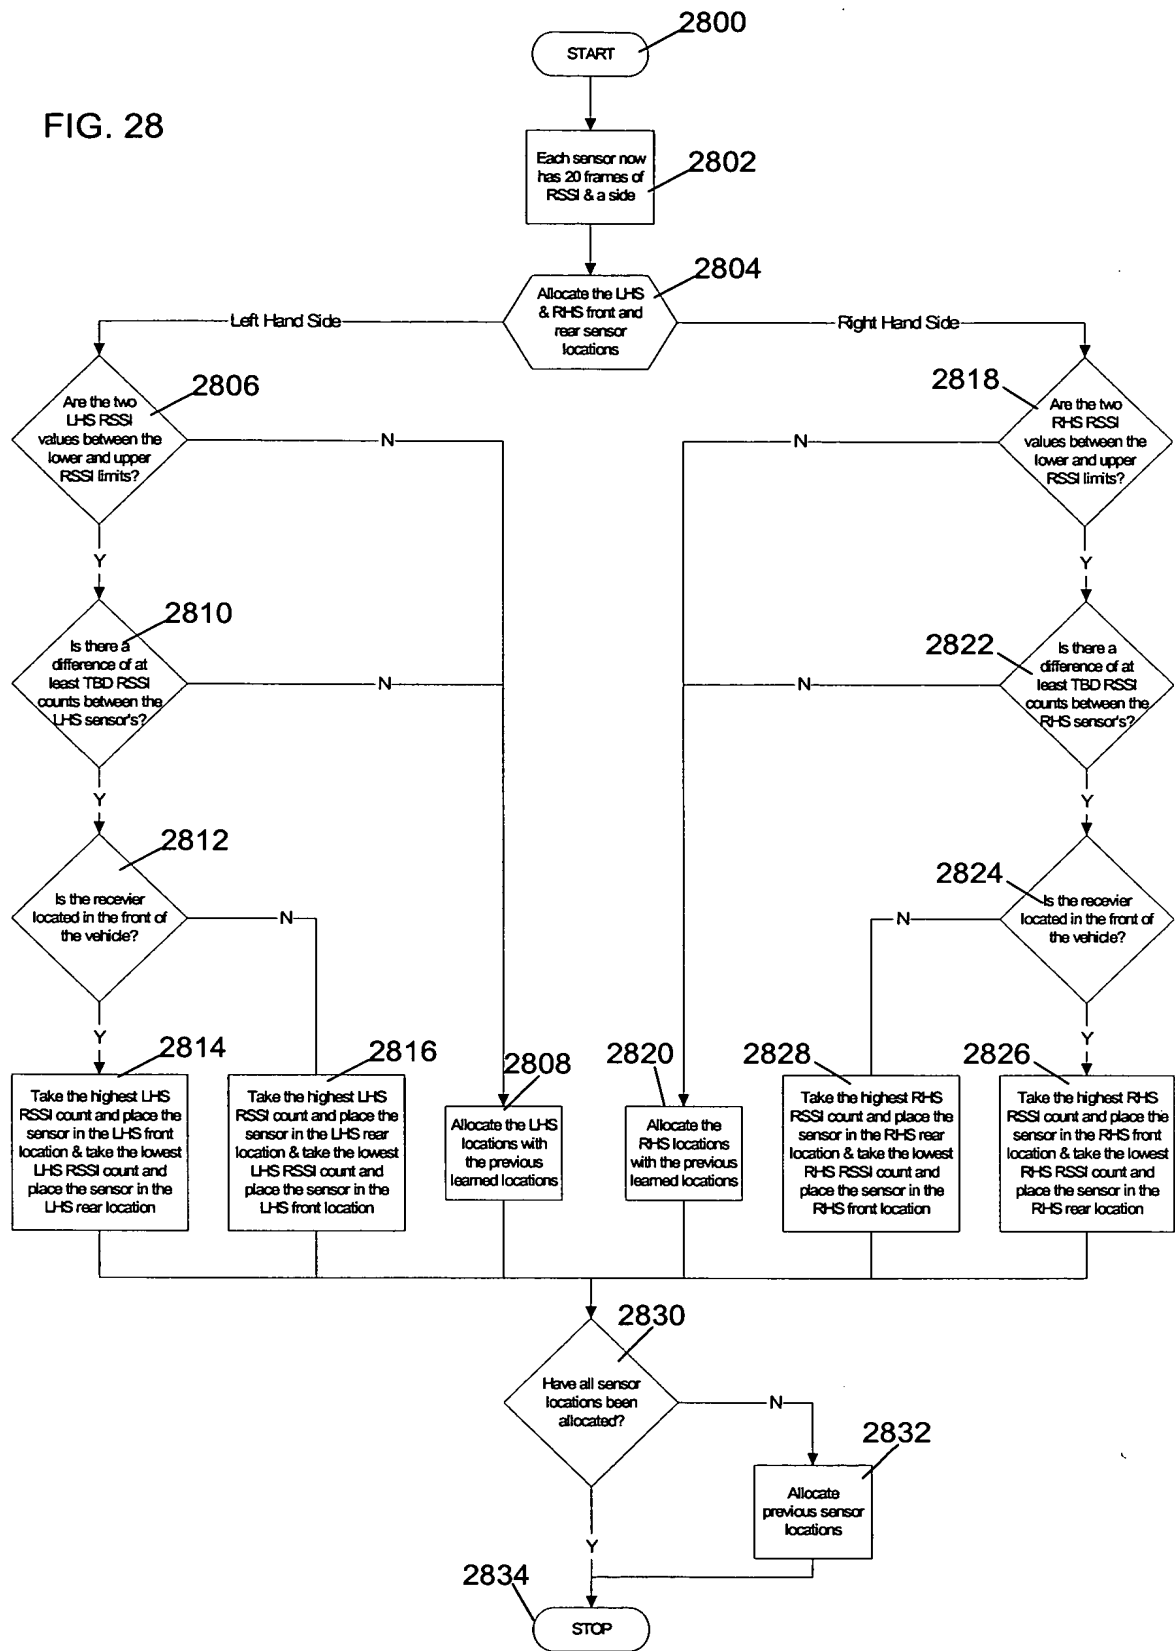 2800
START
FIG. 28
Each sensor now
has 20 frames of
RSSI & a side
2802
2804
Allocate the LHS
& RHS front and
rear sensor
locations
Left Hand Side
Right Hand Side
2806
Are the two
LHS RSSI
values between the
lower and upper
RSSI limits?
N
Y
2818
Are the two
RHS RSSI
values between the
lower and upper
RSSI limits?
N
Y
2810
Is there a
difference of at
least TBD RSSI
counts between the
LHS sensor's?
N
Y
2822
Is there a
difference of at
least TBD RSSI
counts between the
RHS sensor's?
N
Y
2812
Is the recevier
located in the front of
the vehicle?
N
Y
2824
Is the recevier
located in the front of
the vehicle?
N
Y
2814
Take the highest LHS
RSSI count and place the
sensor in the LHS front
location & take the lowest
LHS RSSI count and
place the sensor in the
LHS rear location
2816
Take the highest LHS
RSSI count and place the
sensor in the LHS rear
location & take the lowest
LHS RSSI count and
place the sensor in the
LHS front location
2808
Allocate the LHS
locations with
the previous
learned locations
2820
Allocate the
RHS locations
with the previous
learned locations
2828
Take the highest RHS
RSSI count and place the
sensor in the RHS rear
location & take the lowest
RHS RSSI count and
place the sensor in the
RHS front location
2826
Take the highest RHS
RSSI count and place the
sensor in the RHS front
location & take the lowest
RHS RSSI count and
place the sensor in the
RHS rear location
2830
Have all sensor
locations been
allocated?
N
Y
2832
Allocate
previous sensor
locations
2834
STOP